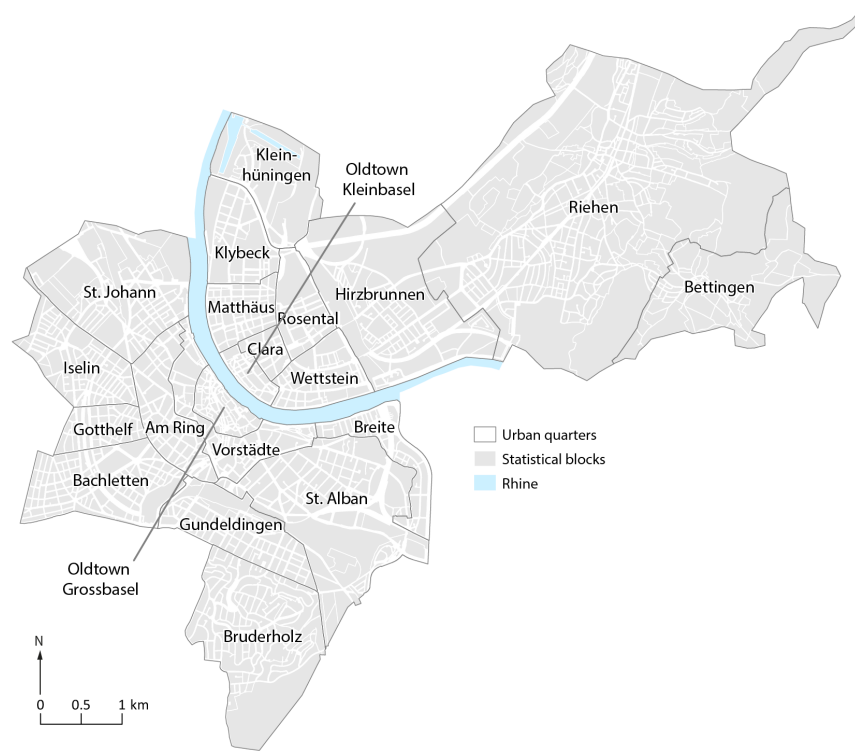 Klein-
hüningen
Oldtown
Kleinbasel
Riehen
Klybeck
St. Johann
Matthäus
Hirzbrunnen
Bettingen
Rosental
Clara
Iselin
Wettstein
Gotthelf
Am Ring
Breite
Vorstädte
Urban quarters
Statistical blocks
Rhine
Bachletten
St. Alban
Gundeldingen
Oldtown
Grossbasel
Bruderholz
N
0 0.5 1 km